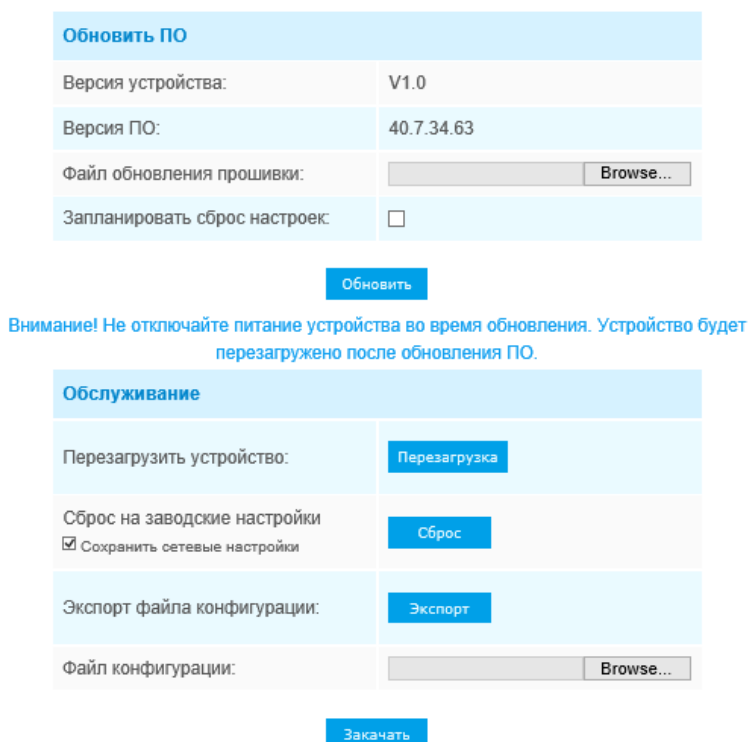 Обновить ПО
Версия устройства: V1.0
Версия ПО: 40.7.34.63
Файл обновления прошивки: Browse...
Запланировать сброс настроек:
Обновить
Внимание! Не отключайте питание устройства во время обновления. Устройство будет
перезагружено после обновления ПО.
Обслуживание
Перезагрузить устройство: Перезагрузка
Сброс на заводские настройки
Сохранить сетевые настройки
Сброс
Экспорт файла конфигурации: Экспорт
Файл конфигурации: Browse...
Закачать